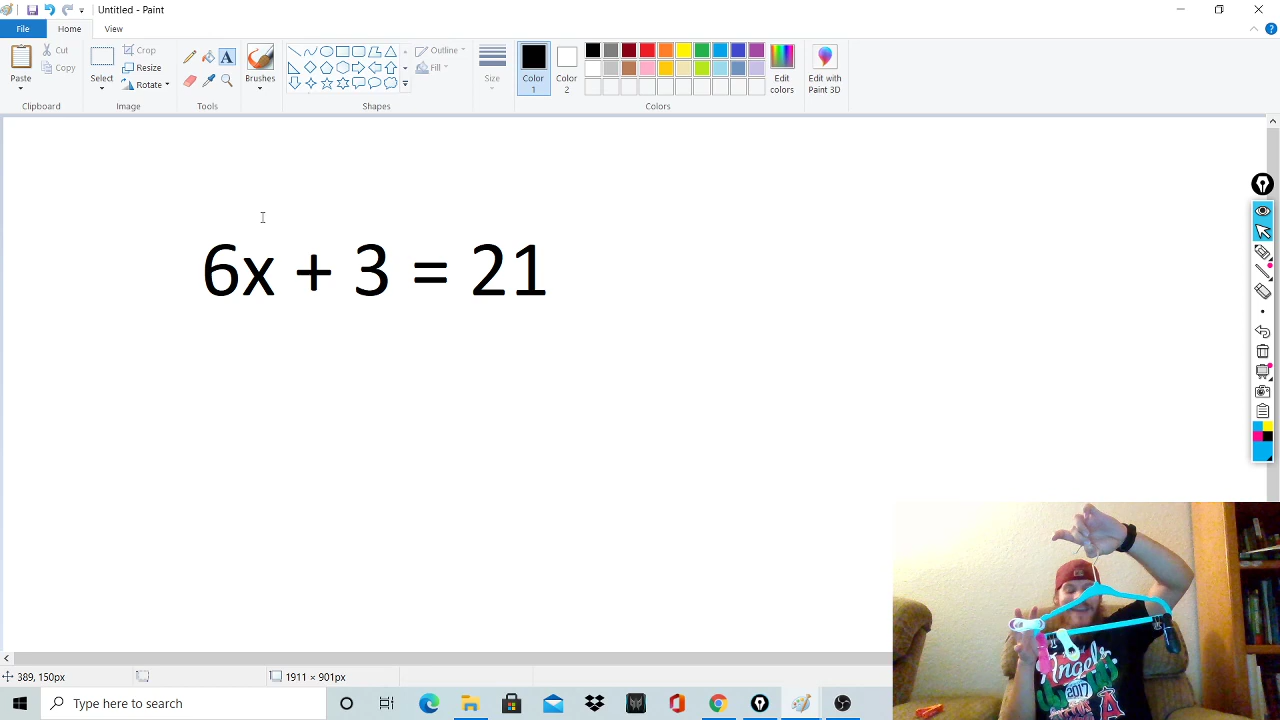 Untitled - Paint
File
Home
View
Paste
Cut
Copy
Clipboard
Select
Crop
Resize
Rotate
Image
Tools
Brushes
Shapes
Outline
Fill
Size
Color
1
Color
2
Colors
Edit
colors
Edit with
Paint 3D
6x + 3 = 21
Angels
2017
389, 150px
1911 × 901px
Type here to search